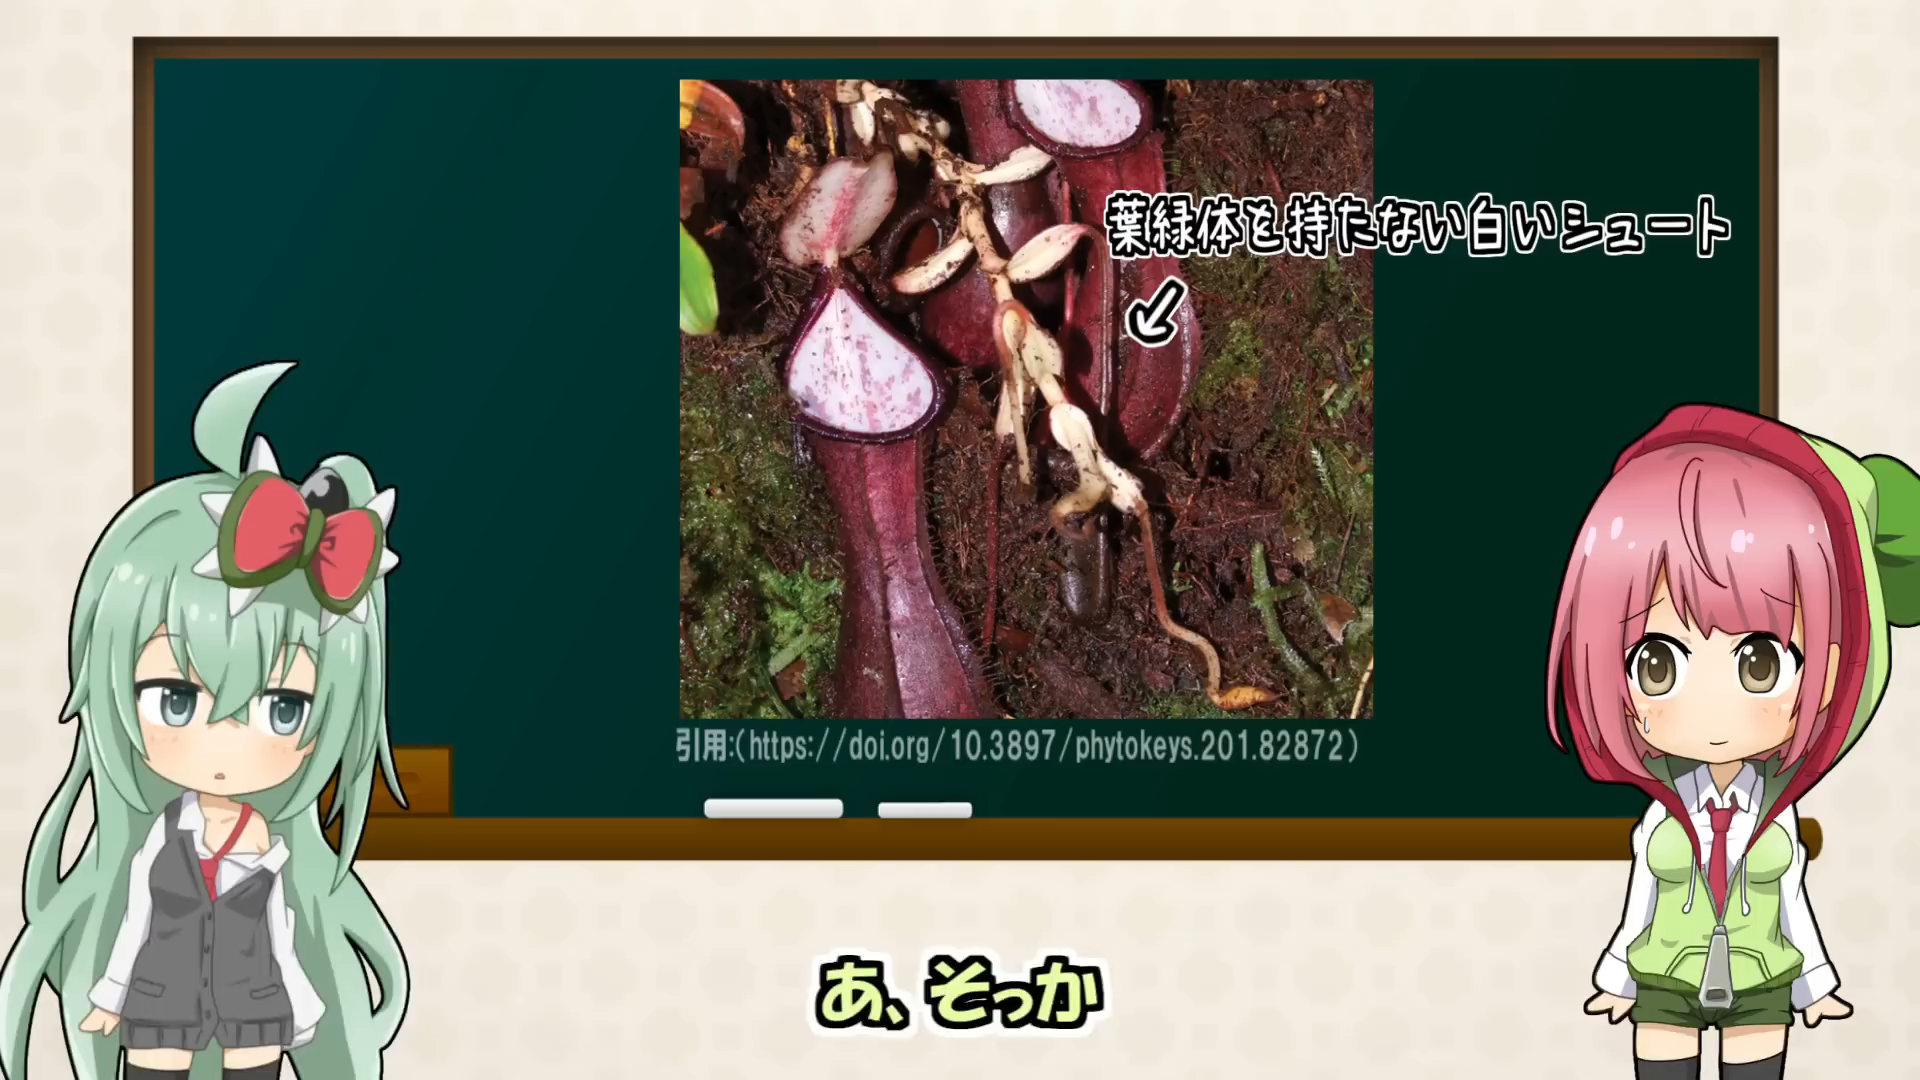 葉緑体を持たない白いシュート
引用:(https://doi.org/10.3897/phytokeys.201.82872)
あ、そっか